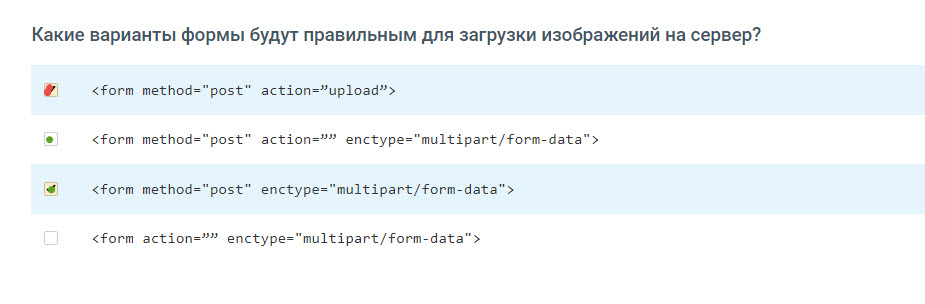 Какие варианты формы будут правильным для загрузки изображений на сервер?
<form method="post" action=”upload”>
<form method="post" action=”” enctype="multipart/form-data">
<form method="post" enctype="multipart/form-data">
<form action=”” enctype="multipart/form-data">